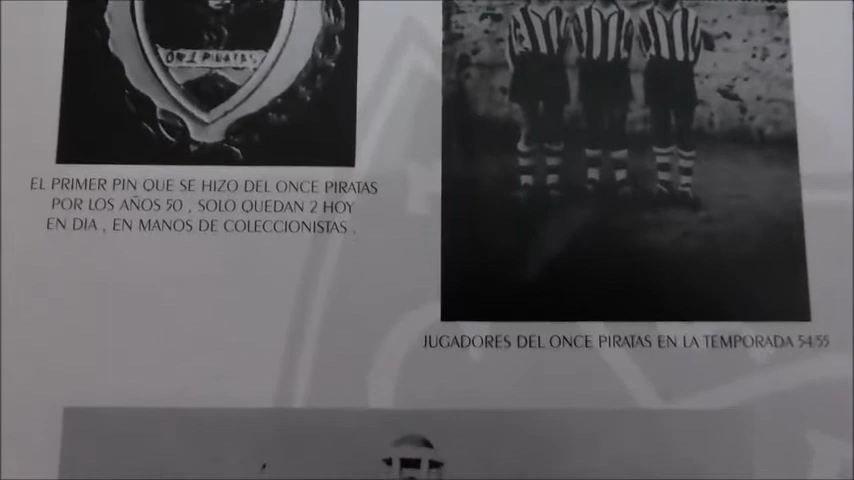 ONCE PIRATAS
EL PRIMER PIN QUE SE HIZO DEL ONCE PIRATAS
POR LOS AÑOS 50 , SOLO QUEDAN 2 HOY
EN DIA , EN MANOS DE COLECCIONISTAS .
JUGADORES DEL ONCE PIRATAS EN LA TEMPORADA 54/55